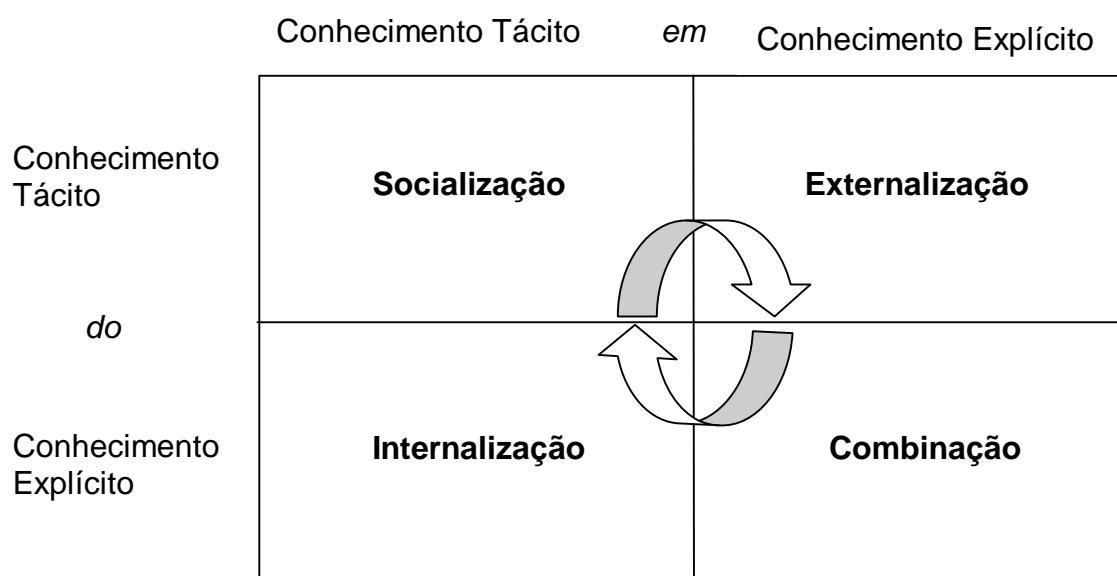 Conhecimento Tácito em Conhecimento Explícito
Conhecimento
Tácito
Socialização Externalização
do
Conhecimento
Explícito
Internalização Combinação